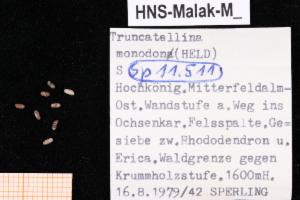 HNS-Malak-M_
Truncatellina
monodon(HELD)
S Sp 11.511
Hochkönig.Mitterfeldalm-
Ost.Wandstufe a.Weg ins
Ochsenkar.Felsspalte,Ge-
siebe zw.Rhododendron u.
Erica.Waldgrenze gegen
Krummholzstufe.1600mH.
16.8.1979/42 SPERLING